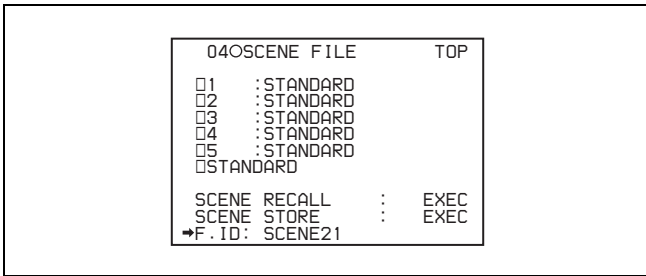 04○SCENE FILE TOP
□1 :STANDARD
□2 :STANDARD
□3 :STANDARD
□4 :STANDARD
□5 :STANDARD
□STANDARD
SCENE RECALL : EXEC
SCENE STORE : EXEC
➡F.ID: SCENE21